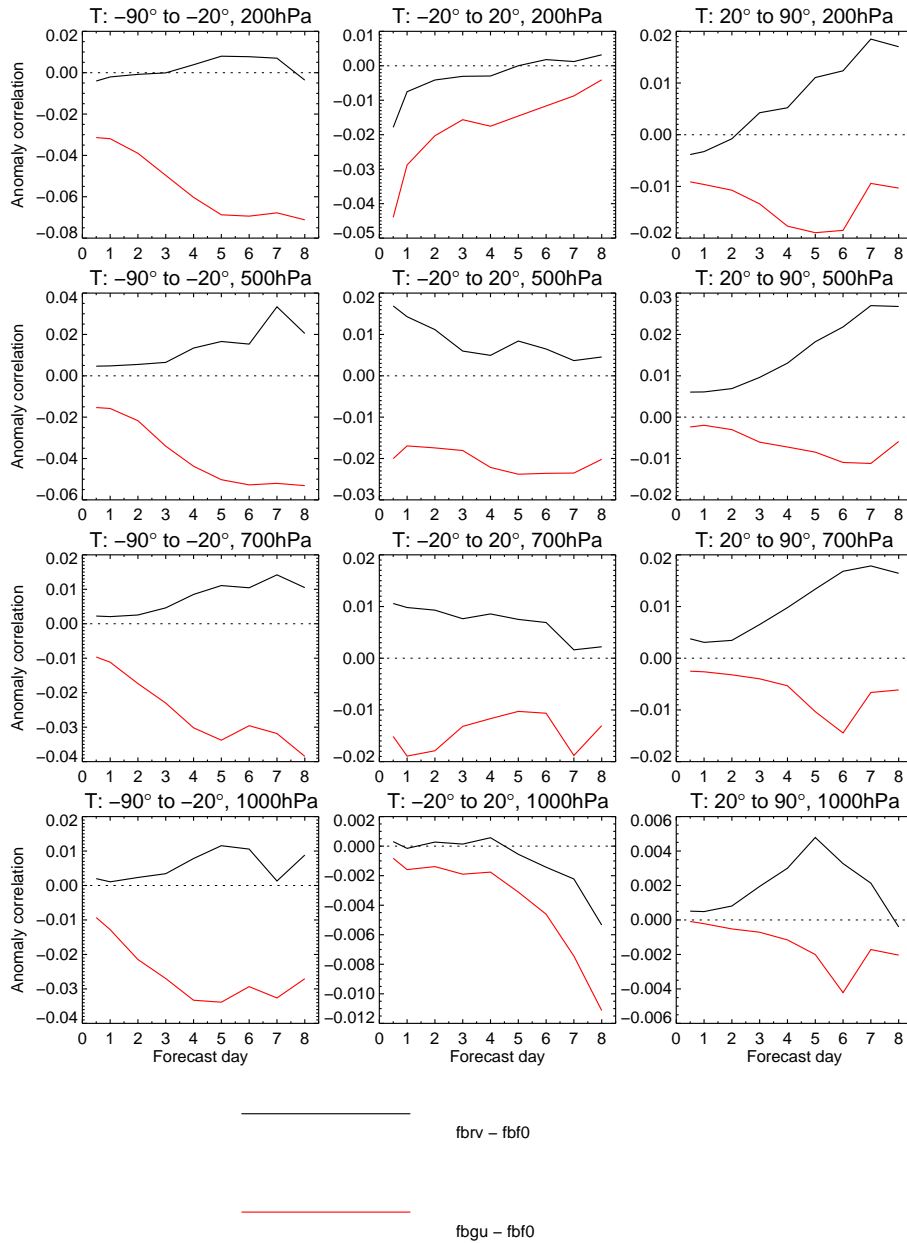 T: −90° to −20°, 200hPa
0.02
0.00
−0.02
−0.04
−0.06
−0.08
Anomaly correlation
0 1 2 3 4 5 6 7 8
T: −20° to 20°, 200hPa
0.01
0.00
−0.01
−0.02
−0.03
−0.04
−0.05
0 1 2 3 4 5 6 7 8
T: 20° to 90°, 200hPa
0.02
0.01
0.00
−0.01
−0.02
0 1 2 3 4 5 6 7 8
T: −90° to −20°, 500hPa
0.04
0.02
0.00
−0.02
−0.04
−0.06
Anomaly correlation
0 1 2 3 4 5 6 7 8
T: −20° to 20°, 500hPa
0.02
0.01
0.00
−0.01
−0.02
−0.03
0 1 2 3 4 5 6 7 8
T: 20° to 90°, 500hPa
0.03
0.02
0.01
0.00
−0.01
−0.02
0 1 2 3 4 5 6 7 8
T: −90° to −20°, 700hPa
0.02
0.01
0.00
−0.01
−0.02
−0.03
−0.04
Anomaly correlation
0 1 2 3 4 5 6 7 8
T: −20° to 20°, 700hPa
0.02
0.01
0.00
−0.01
−0.02
0 1 2 3 4 5 6 7 8
T: 20° to 90°, 700hPa
0.02
0.01
0.00
−0.01
−0.02
0 1 2 3 4 5 6 7 8
T: −90° to −20°, 1000hPa
0.02
0.01
0.00
−0.01
−0.02
−0.03
−0.04
Anomaly correlation
0 1 2 3 4 5 6 7 8
Forecast day
T: −20° to 20°, 1000hPa
0.002
0.000
−0.002
−0.004
−0.006
−0.008
−0.010
−0.012
0 1 2 3 4 5 6 7 8
Forecast day
T: 20° to 90°, 1000hPa
0.006
0.004
0.002
0.000
−0.002
−0.004
−0.006
0 1 2 3 4 5 6 7 8
Forecast day
fbrv − fbf0
fbgu − fbf0